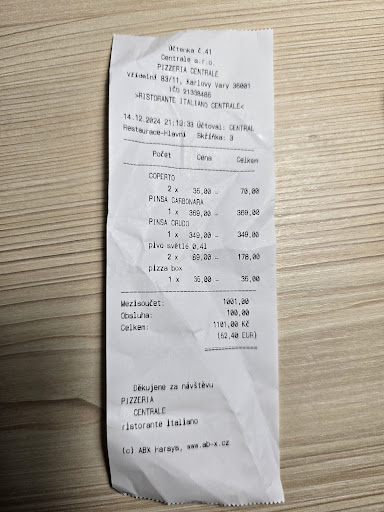 Účtenka č.41
Centrale s.r.o.
PIZZERIA CENTRALE
Vřídelní 83/11, Karlovy Vary 36001
IČO 21338486
>RISTORANTE ITALIANO CENTRALE<
14.12.2024 21:13:33 Účtoval: CENTRAL
Restaurace-hlavní Skříňka: 3
Počet Cena Celkem
COPERTO
2 x 35,00 – 70,00
PINSA CARBONARA
1 x 369,00 – 369,00
PINSA CRUDO
1 x 349,00 – 349,00
pivo světlé 0,4l
2 x 89,00 – 178,00
pizza box
1 x 35,00 – 35,00
Mezisoučet: 1001,00
Obsluha: 100,00
Celkem: 1101,00 Kč
(52,40 EUR)
Děkujeme za návštěvu
PIZZERIA
CENTRALE
ristorante italiano
(c) ABX Harsys, www.ab-x.cz